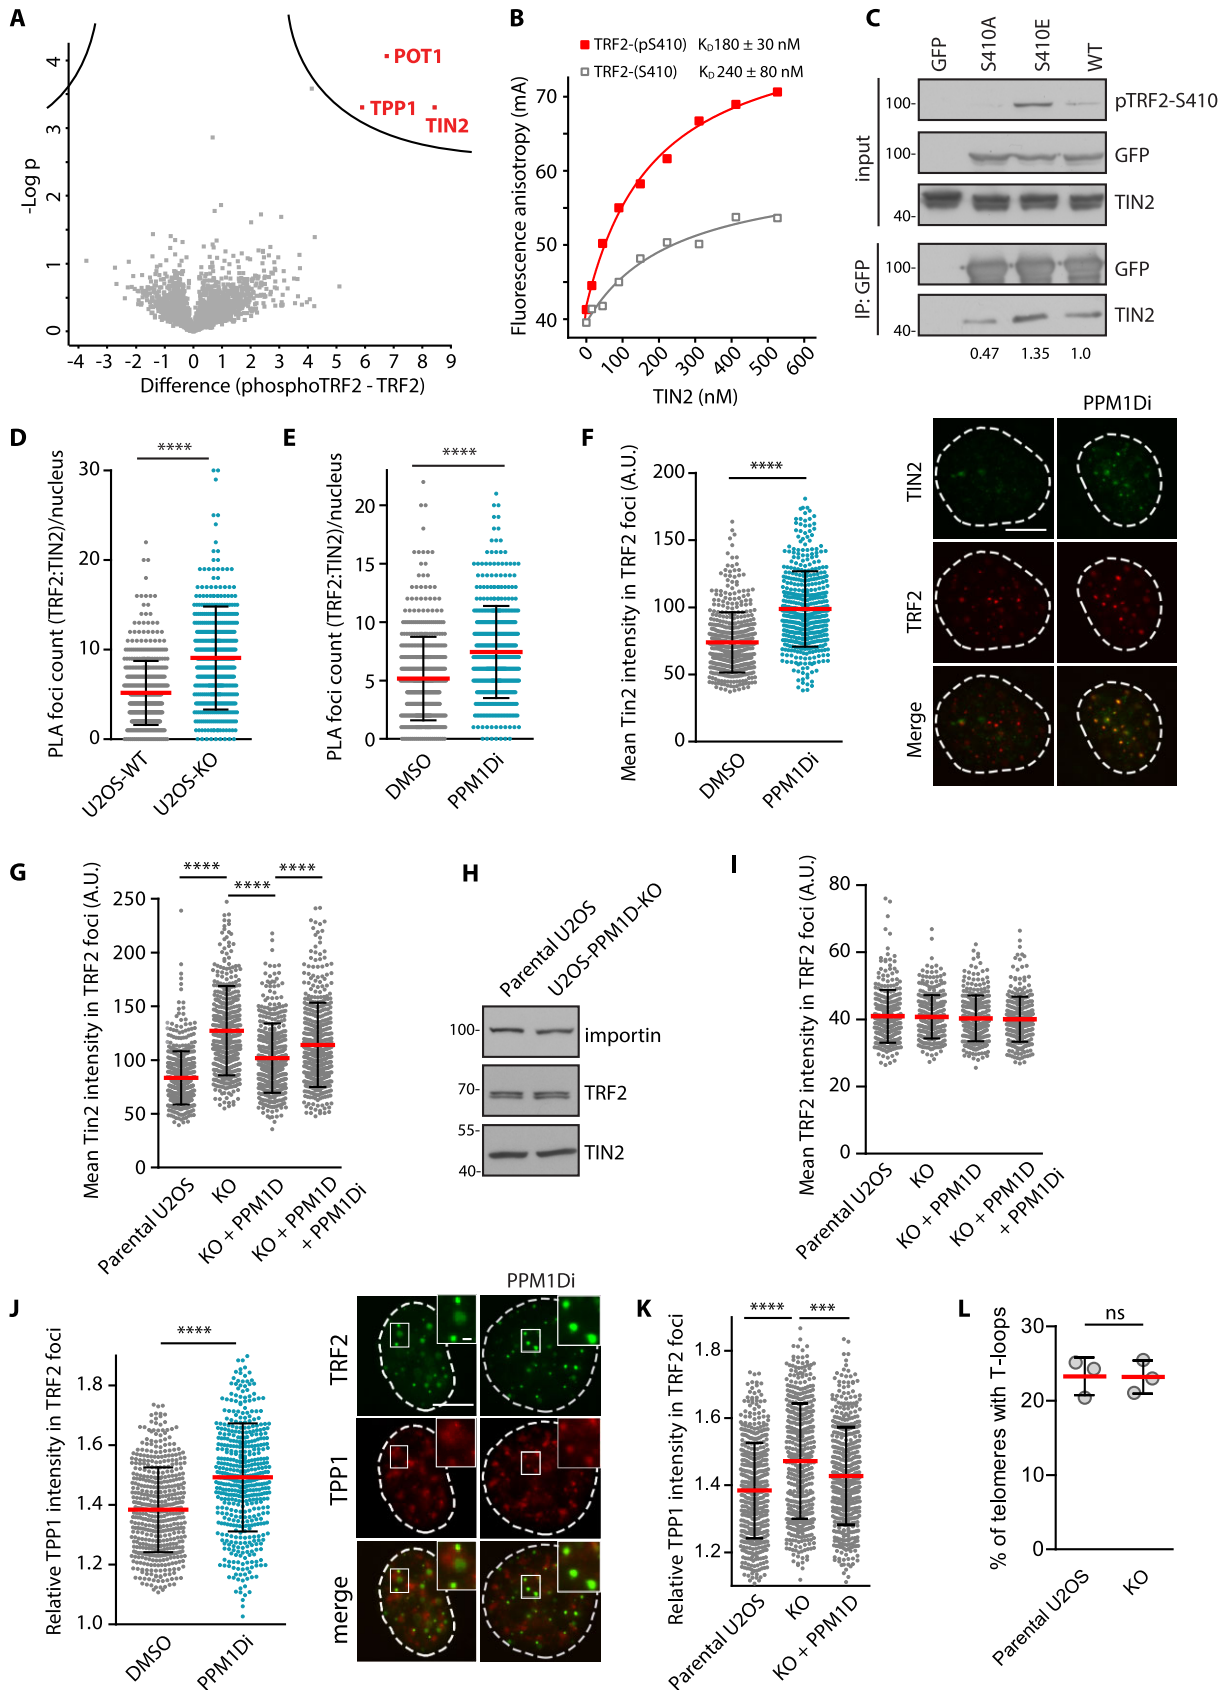 A
-Log p
4
3
2
1
0
POT1
TPP1
TIN2
-4 -3 -2 -1 0 1 2 3 4 5 6 7 8 9
Difference (phosphoTRF2 - TRF2)
B
TRF2-(pS410) KD180 ± 30 nM
TRF2-(S410) KD 240 ± 80 nM
Fluorescence anisotropy (mA)
70
60
50
40
0 100 200 300 400 500 600
TIN2 (nM)
C
GFP S410A S410E WT
input
100- pTRF2-S410
100- GFP
40- TIN2
IP: GFP
100- GFP
40- TIN2
0.47 1.35 1.0
D
PLA foci count (TRF2:TIN2)/nucleus
****
30
20
10
0
U2OS-WT U2OS-KO
E
PLA foci count (TRF2:TIN2)/nucleus
****
20
15
10
5
0
DMSO PPM1Di
F
Mean Tin2 intensity in TRF2 foci (A.U.)
****
200
150
100
50
0
DMSO PPM1Di
PPM1Di
TIN2
TRF2
Merge
G
Mean Tin2 intensity in TRF2 foci (A.U.)
**** **** ****
250
200
150
100
50
0
Parental U2OS KO KO + PPM1D KO + PPM1D
+ PPM1Di
H
Parental U2OS U2OS-PPM1D-KO
100- importin
70- TRF2
55-
40- TIN2
I
Mean TRF2 intensity in TRF2 foci (A.U.)
80
60
40
20
0
Parental U2OS KO KO + PPM1D KO + PPM1D
+ PPM1Di
J
Relative TPP1 intensity in TRF2 foci
****
1.8
1.6
1.4
1.2
1.0
DMSO PPM1Di
PPM1Di
TRF2
TPP1
merge
K
Relative TPP1 intensity in TRF2 foci
**** ***
1.8
1.6
1.4
1.2
Parental U2OS KO KO + PPM1D
L
% of telomeres with T-loops
ns
30
20
10
0
Parental U2OS KO